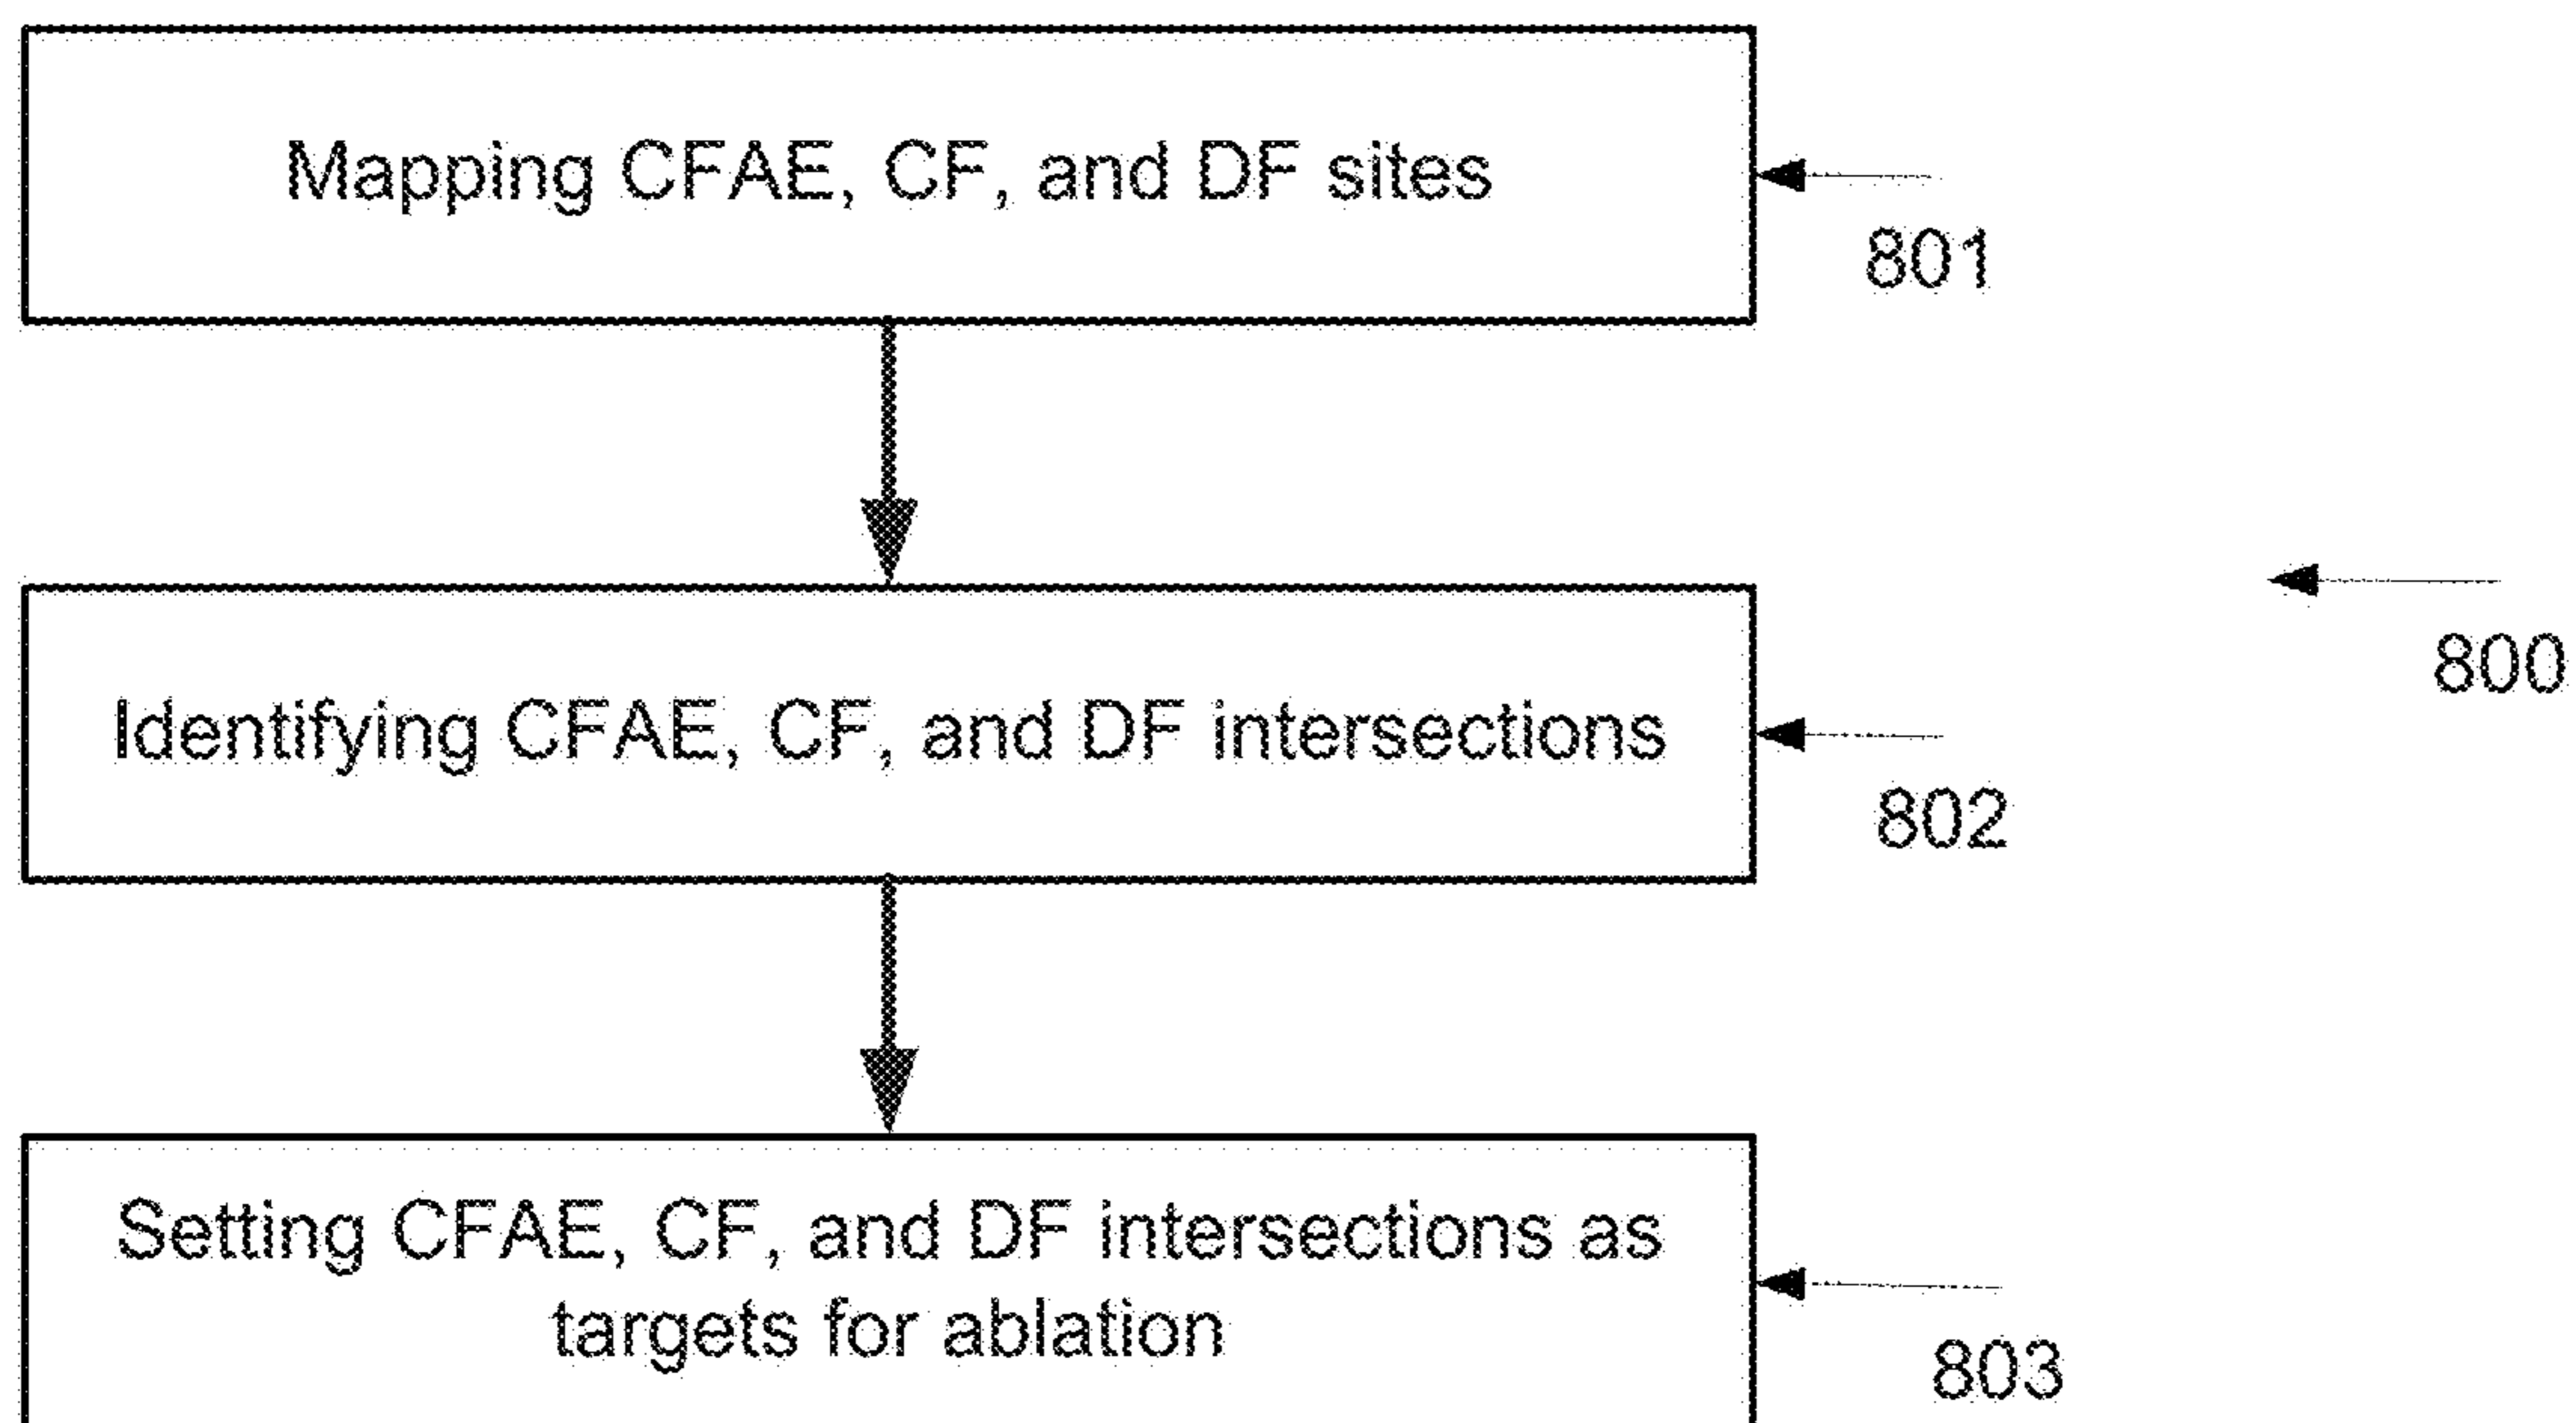 Mapping CFAE, CF, and DF sites
801
800
Identifying CFAE, CF, and DF intersections
802
Setting CFAE, CF, and DF intersections as
targets for ablation
803